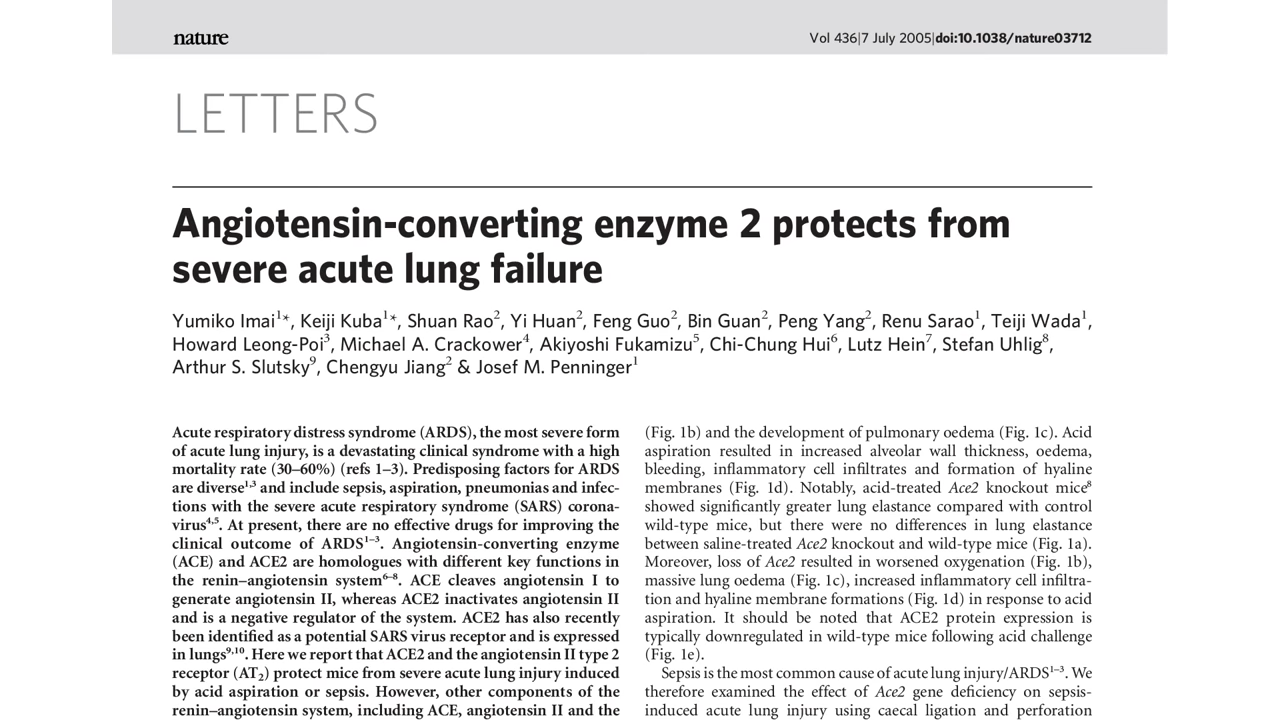 nature
Vol 436|7 July 2005|doi:10.1038/nature03712
LETTERS
Angiotensin-converting enzyme 2 protects from
severe acute lung failure
Yumiko Imai1*, Keiji Kuba1*, Shuan Rao2, Yi Huan2, Feng Guo2, Bin Guan2, Peng Yang2, Renu Sarao1, Teiji Wada1,
Howard Leong-Poi3, Michael A. Crackower4, Akiyoshi Fukamizu5, Chi-Chung Hui6, Lutz Hein7, Stefan Uhlig8,
Arthur S. Slutsky9, Chengyu Jiang2 & Josef M. Penninger1
Acute respiratory distress syndrome (ARDS), the most severe form
of acute lung injury, is a devastating clinical syndrome with a high
mortality rate (30–60%) (refs 1–3). Predisposing factors for ARDS
are diverse1,3 and include sepsis, aspiration, pneumonias and infec-
tions with the severe acute respiratory syndrome (SARS) corona-
virus4,5. At present, there are no effective drugs for improving the
clinical outcome of ARDS1–3. Angiotensin-converting enzyme
(ACE) and ACE2 are homologues with different key functions in
the renin–angiotensin system6–8. ACE cleaves angiotensin I to
generate angiotensin II, whereas ACE2 inactivates angiotensin II
and is a negative regulator of the system. ACE2 has also recently
been identified as a potential SARS virus receptor and is expressed
in lungs9,10. Here we report that ACE2 and the angiotensin II type 2
receptor (AT2) protect mice from severe acute lung injury induced
by acid aspiration or sepsis. However, other components of the
renin–angiotensin system, including ACE, angiotensin II and the
(Fig. 1b) and the development of pulmonary oedema (Fig. 1c). Acid
aspiration resulted in increased alveolar wall thickness, oedema,
bleeding, inflammatory cell infiltrates and formation of hyaline
membranes (Fig. 1d). Notably, acid-treated Ace2 knockout mice8
showed significantly greater lung elastance compared with control
wild-type mice, but there were no differences in lung elastance
between saline-treated Ace2 knockout and wild-type mice (Fig. 1a).
Moreover, loss of Ace2 resulted in worsened oxygenation (Fig. 1b),
massive lung oedema (Fig. 1c), increased inflammatory cell infiltra-
tion and hyaline membrane formations (Fig. 1d) in response to acid
aspiration. It should be noted that ACE2 protein expression is
typically downregulated in wild-type mice following acid challenge
(Fig. 1e).
Sepsis is the most common cause of acute lung injury/ARDS1–3. We
therefore examined the effect of Ace2 gene deficiency on sepsis-
induced acute lung injury using caecal ligation and perforation